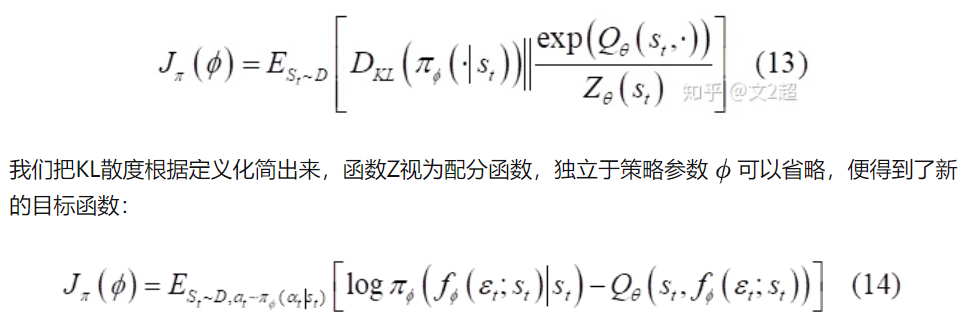 J_π(ϕ) = E_{S_t~D}[D_{KL}(π_ϕ(·|s_t))‖exp(Q_θ(s_t,·))/Z_θ(s_t)] (13)
知乎 @文2超
我们把KL散度根据定义化简出来，函数Z视为配分函数，独立于策略参数 ϕ 可以省略，便得到了新
的目标函数：
J_π(ϕ) = E_{S_t~D,a_t~π_ϕ(a_t|s_t)}[log π_ϕ(f_ϕ(ε_t;s_t)|s_t)−Q_θ(s_t,f_ϕ(ε_t;s_t))] (14)